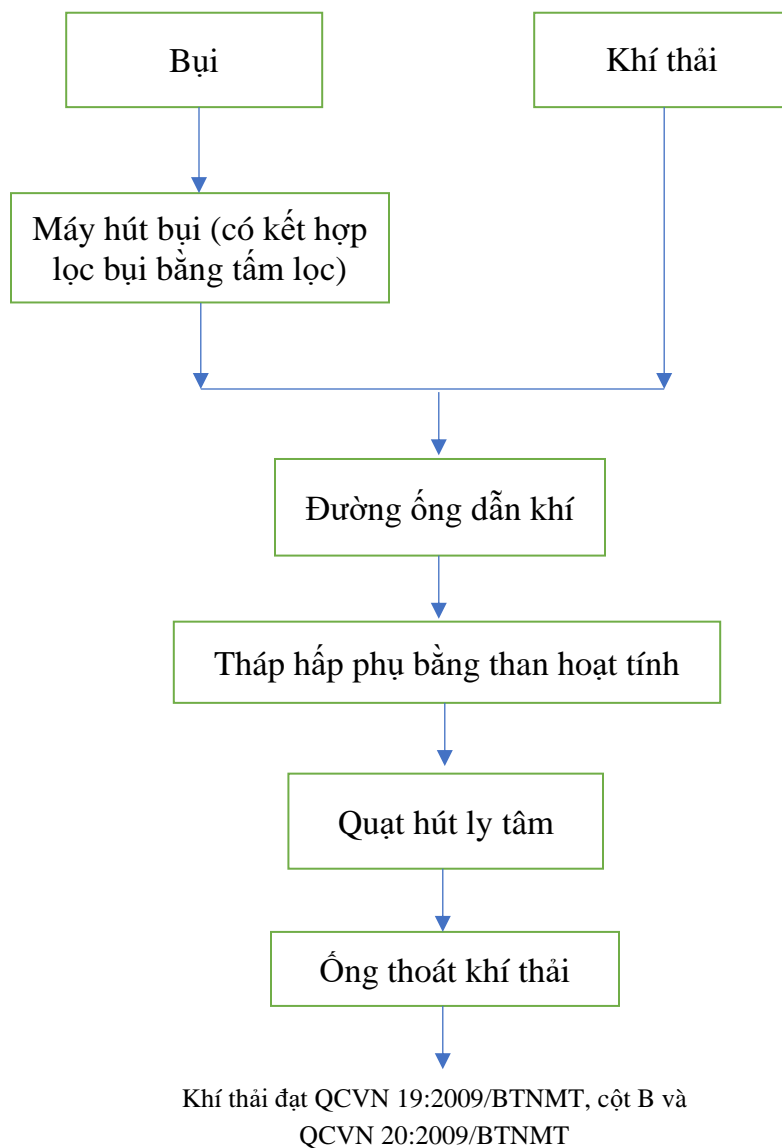 Bụi
Khí thải
Máy hút bụi (có kết hợp
lọc bụi bằng tấm lọc)
Đường ống dẫn khí
Tháp hấp phụ bằng than hoạt tính
Quạt hút ly tâm
Ống thoát khí thải
Khí thải đạt QCVN 19:2009/BTNMT, cột B và
QCVN 20:2009/BTNMT